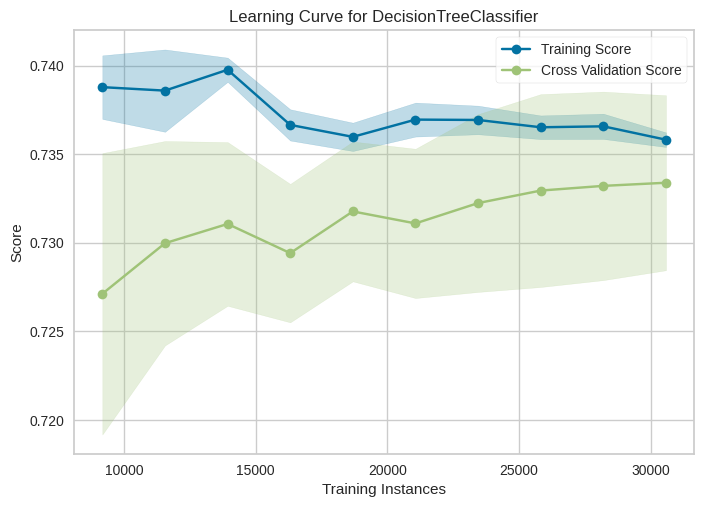 Learning Curve for DecisionTreeClassifier
Training Score
Cross Validation Score
0.740
0.735
0.730
0.725
0.720
Score
10000
15000
20000
25000
30000
Training Instances